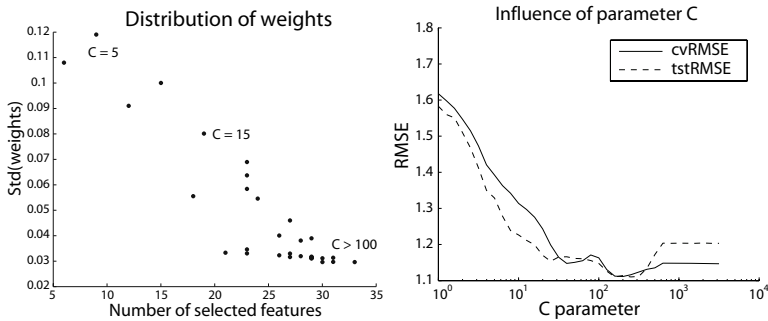 Distribution of weights
Std(weights)
0.12
0.11
0.1
0.09
0.08
0.07
0.06
0.05
0.04
0.03
0.02
C = 5
C = 15
C > 100
5
10
15
20
25
30
35
Number of selected features
Influence of parameter C
RMSE
1.8
1.7
1.6
1.5
1.4
1.3
1.2
1.1
cvRMSE
tstRMSE
10^0
10^1
10^2
10^3
10^4
C parameter